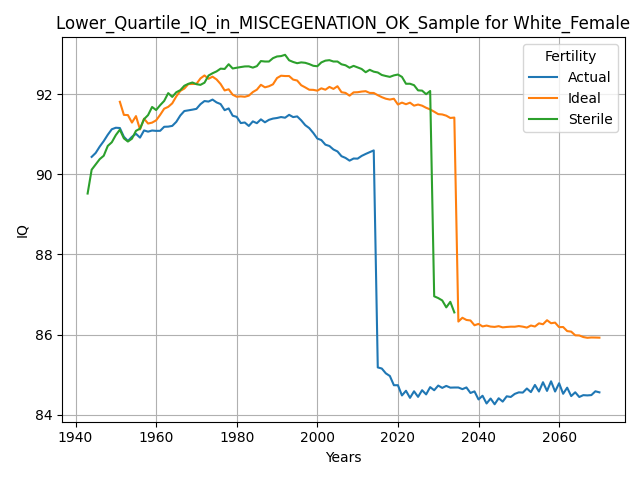 Lower_Quartile_IQ_in_MISCEGENATION_OK_Sample for White_Female
Fertility
Actual
Ideal
Sterile
92
90
88
86
84
IQ
1940
1960
1980
2000
2020
2040
2060
Years